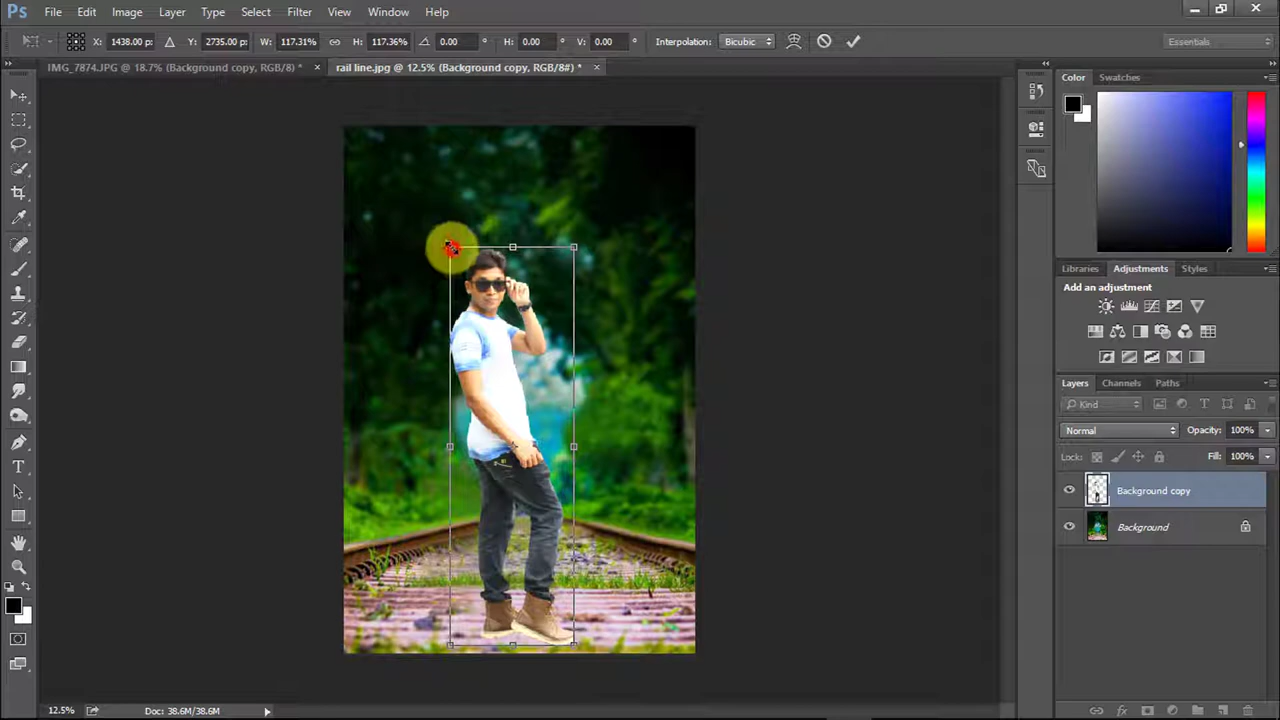 Ps File Edit Image Layer Type Select Filter 3D View Window Help
X: 1438.00 p: Y: 2735.00 p: W: 117.31% H: 117.36% 0.00 ° H: 0.00 ° V: 0.00 ° Interpolation: Bicubic Essentials
IMG_7874.JPG @ 18.7% (Background copy, RGB/8) * × rail line.jpg @ 12.5% (Background copy, RGB/8#) * ×
Color Swatches
Libraries Adjustments Styles
Add an adjustment
Layers Channels Paths
Kind
Normal Opacity: 100%
Lock: Fill: 100%
Background copy
Background
12.5% Doc: 38.6M/38.6M